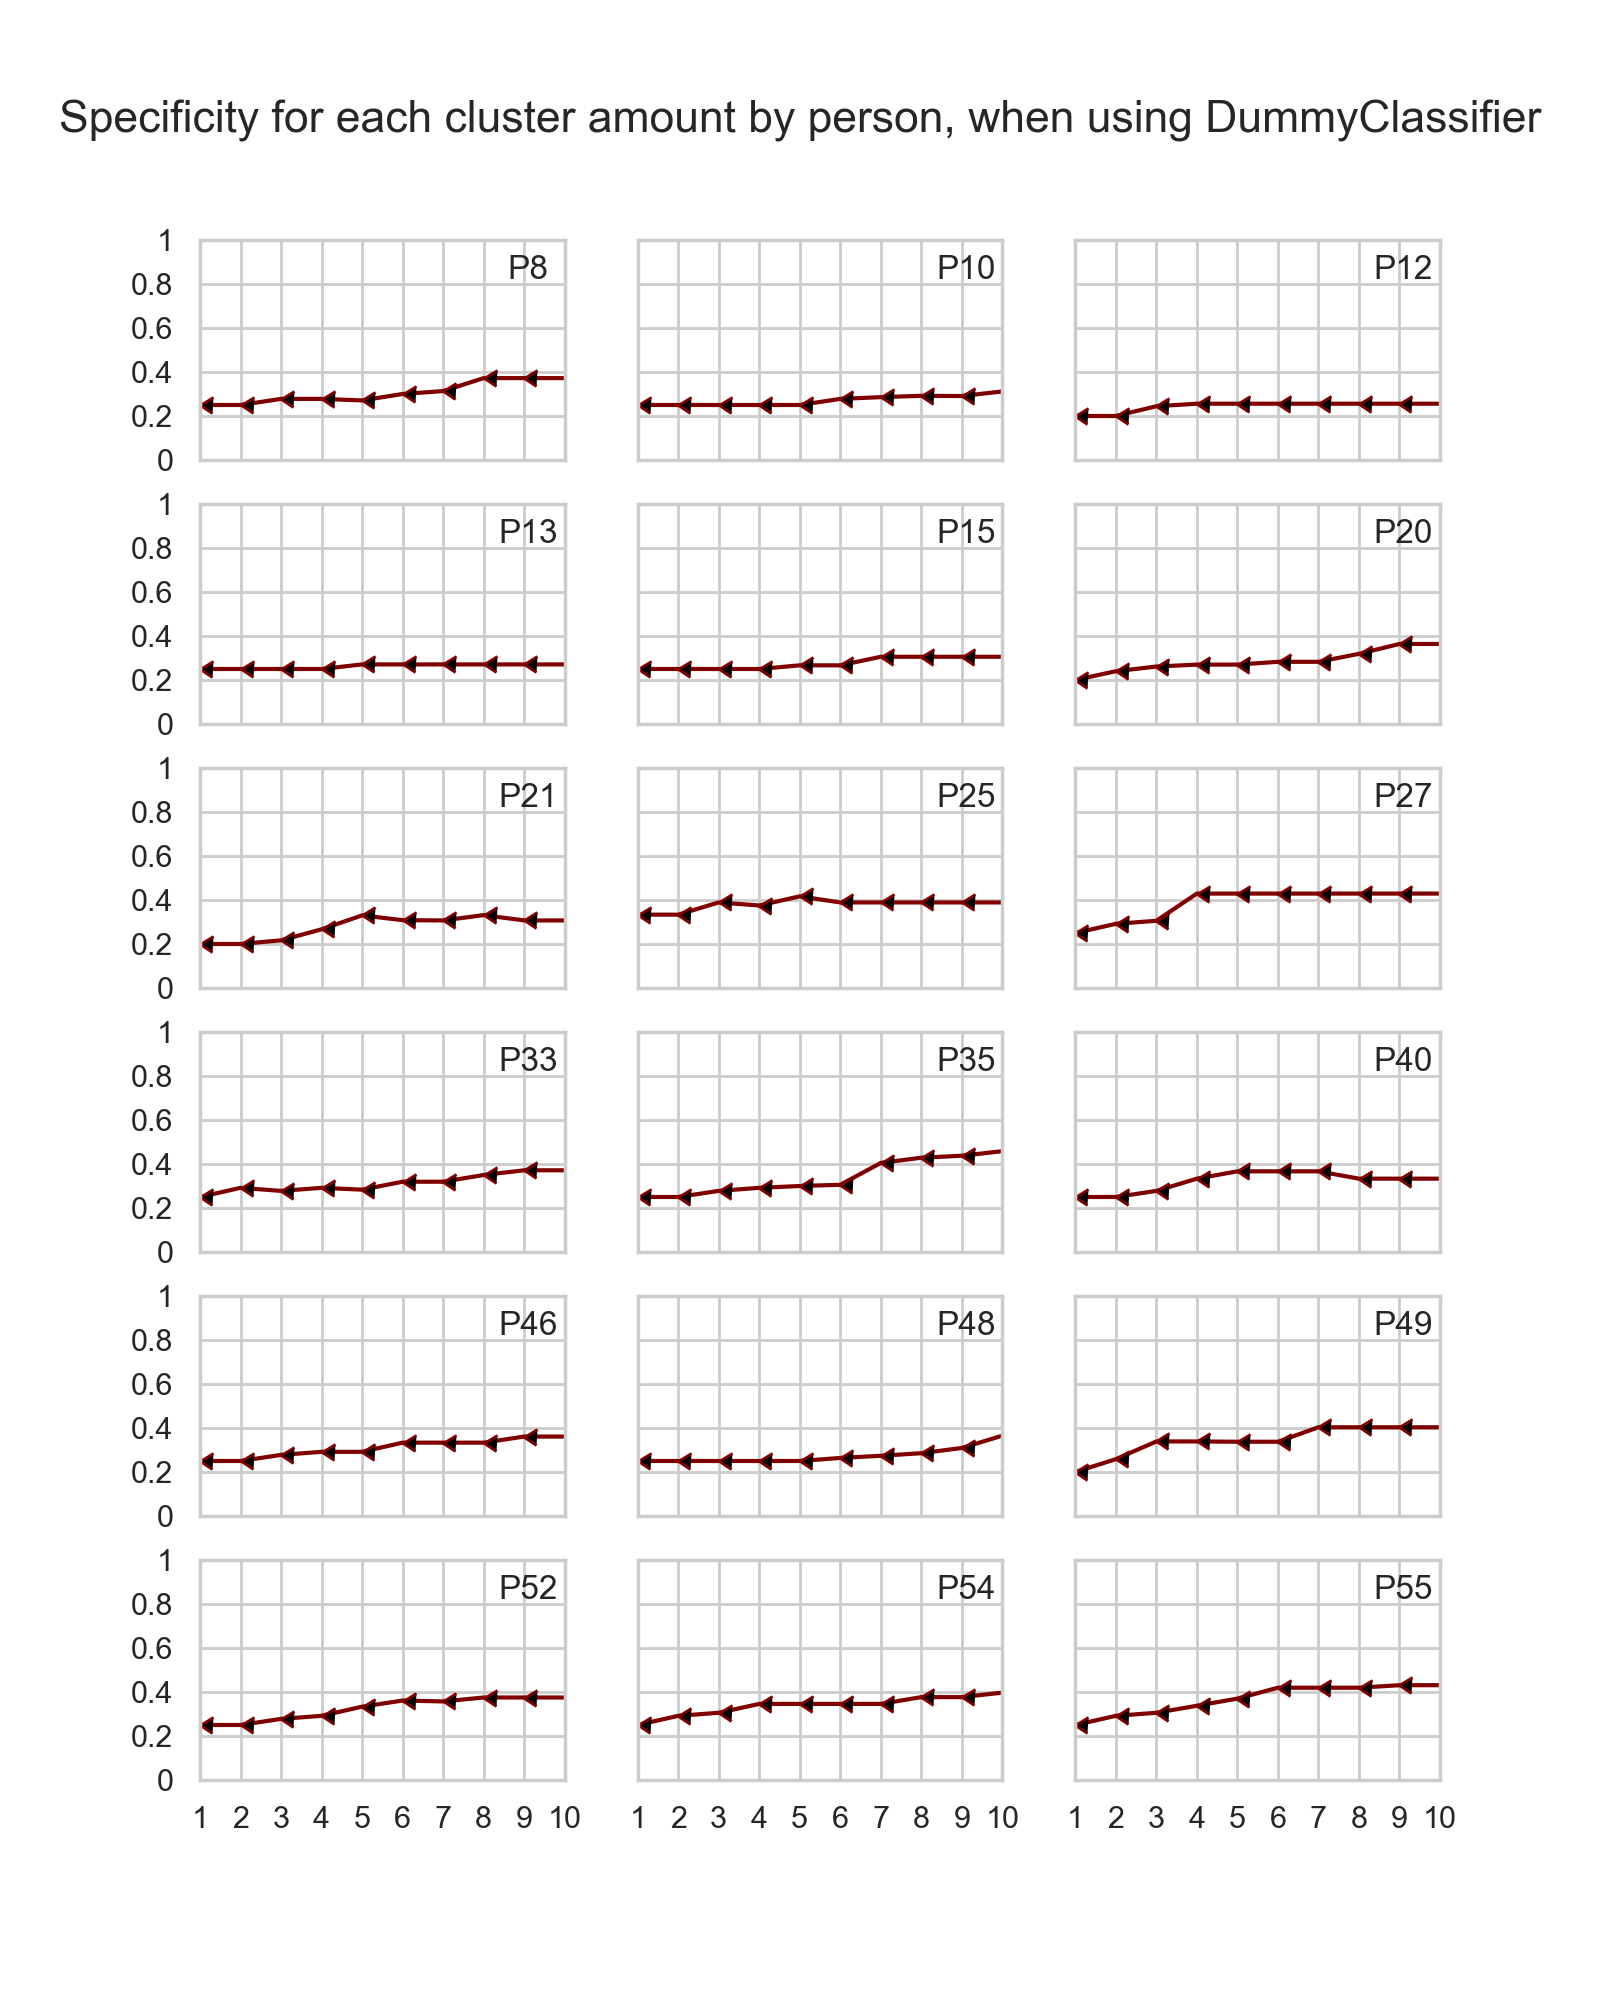 Specificity for each cluster amount by person, when using DummyClassifier
1
0.8
0.6
0.4
0.2
0
P8
P10
P12
1
0.8
0.6
0.4
0.2
0
P13
P15
P20
1
0.8
0.6
0.4
0.2
0
P21
P25
P27
1
0.8
0.6
0.4
0.2
0
P33
P35
P40
1
0.8
0.6
0.4
0.2
0
P46
P48
P49
1
0.8
0.6
0.4
0.2
0
P52
P54
P55
1 2 3 4 5 6 7 8 9 10
1 2 3 4 5 6 7 8 9 10
1 2 3 4 5 6 7 8 9 10